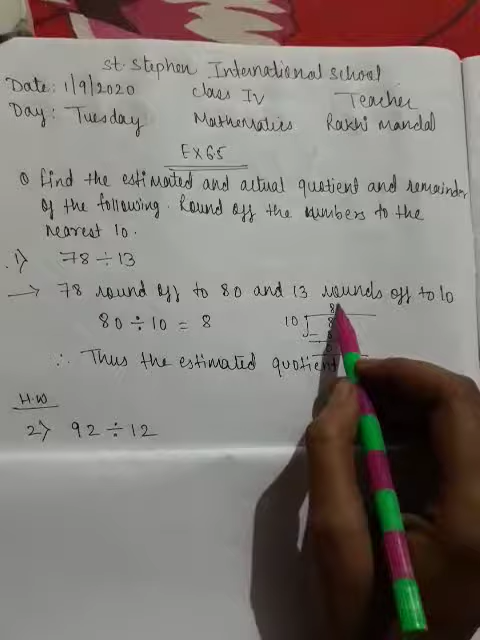 St. Stephen International School
Date: 1/9/2020 Class IV Teacher
Day: Tuesday Mathematics Rakhi Mandal
EX 65
Q Find the estimated and actual quotient and remainder
of the following. Round off the numbers to the
nearest 10.
1) 78 ÷ 13
→ 78 round off to 80 and 13 rounds off to 10
80 ÷ 10 = 8
10 8
∴ Thus the estimated quotient
H.W
2) 92 ÷ 12